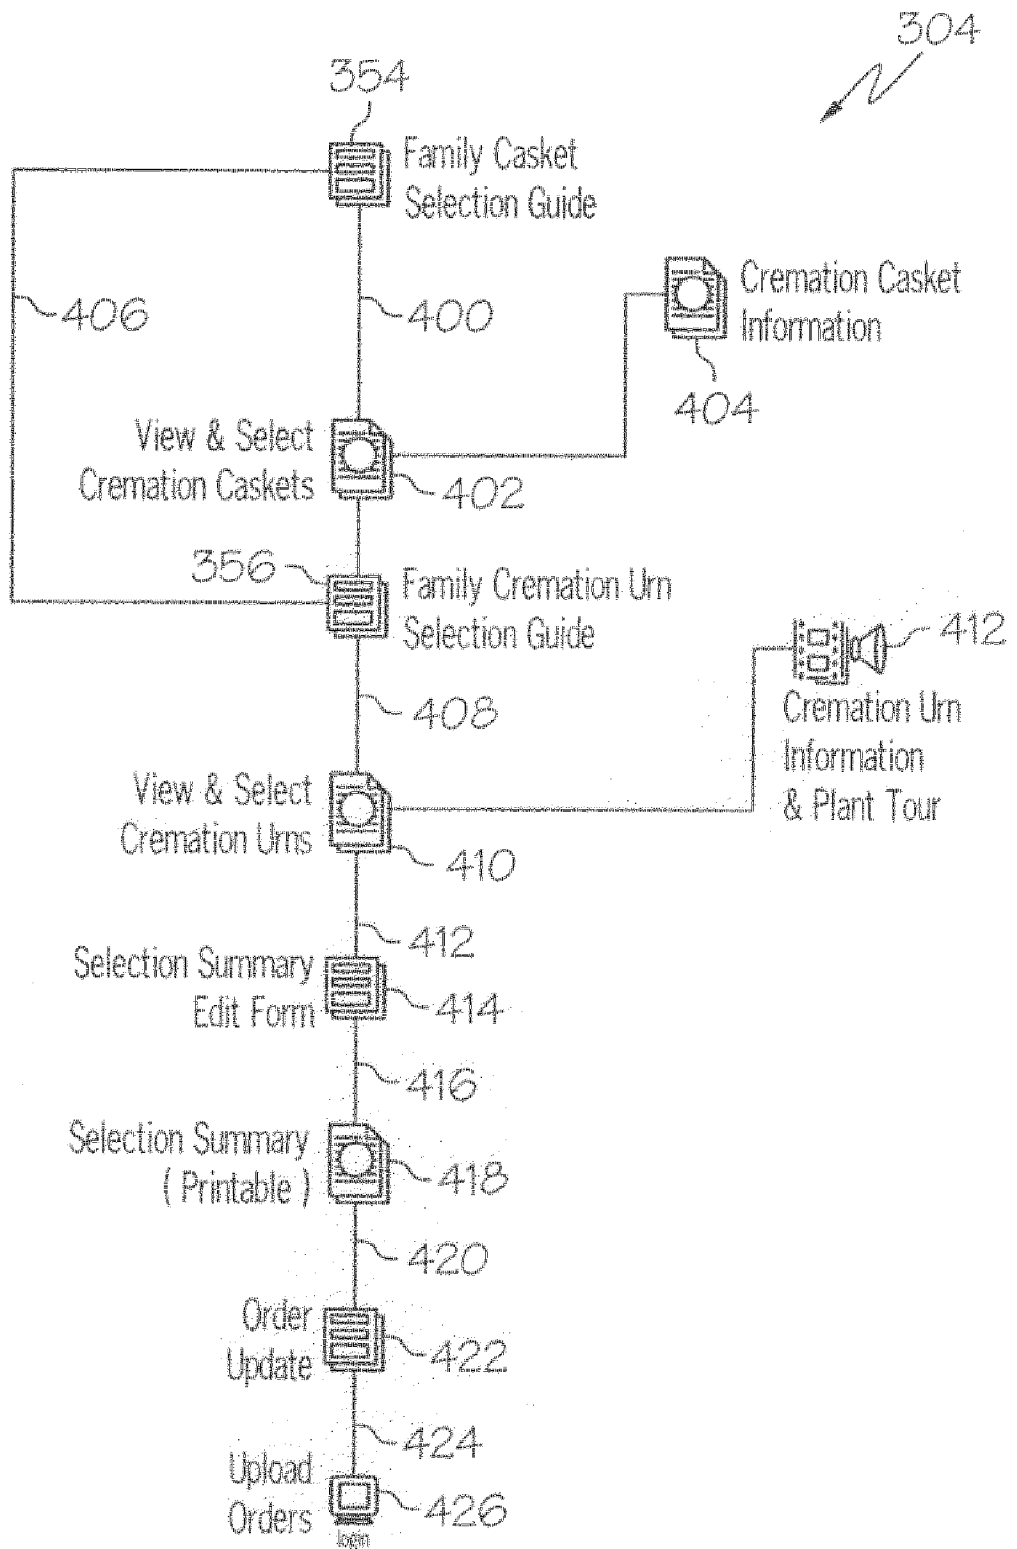 304
354
Family Casket
Selection Guide
406
400
Cremation Casket
Information
404
View & Select
Cremation Caskets
402
356
Family Cremation Urn
Selection Guide
412
408
Cremation Urn
Information
& Plant Tour
View & Select
Cremation Urns
410
412
Selection Summary
Edit Form
414
416
Selection Summary
( Printable )
418
420
Order
Update
422
424
Upload
Orders
426
login